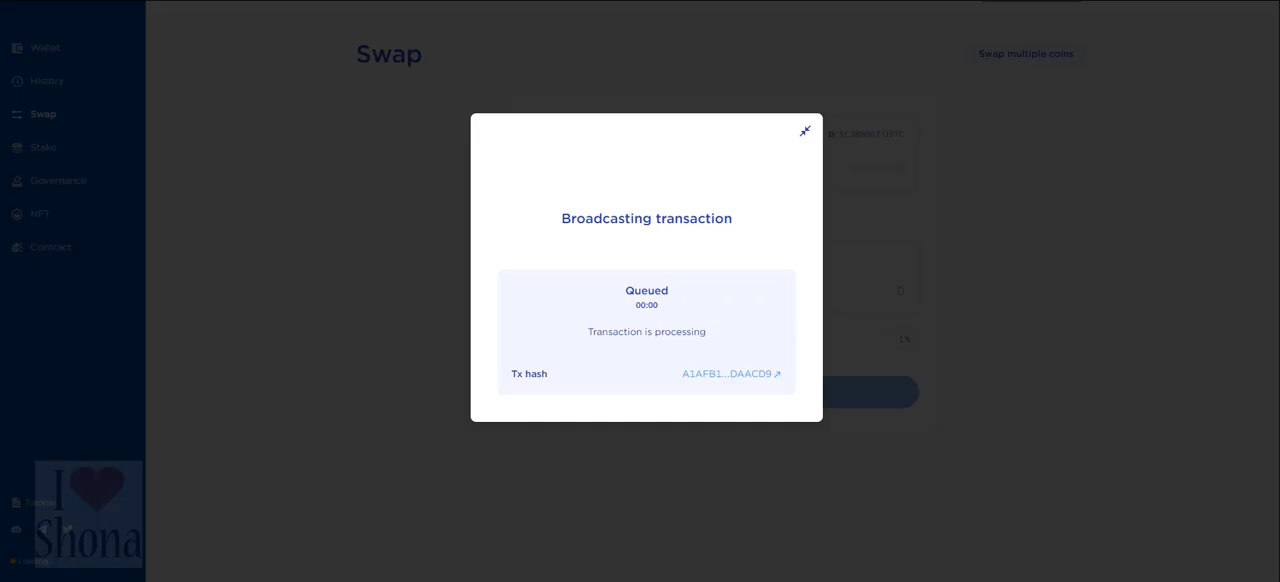 Wallet
History
Swap
Stake
Governance
NFT
Contract
I
Shona
Swap
Swap multiple coins
Broadcasting transaction
Queued
00:00
Transaction is processing
Tx hash
A1AFB1...DAACD9
0
1%